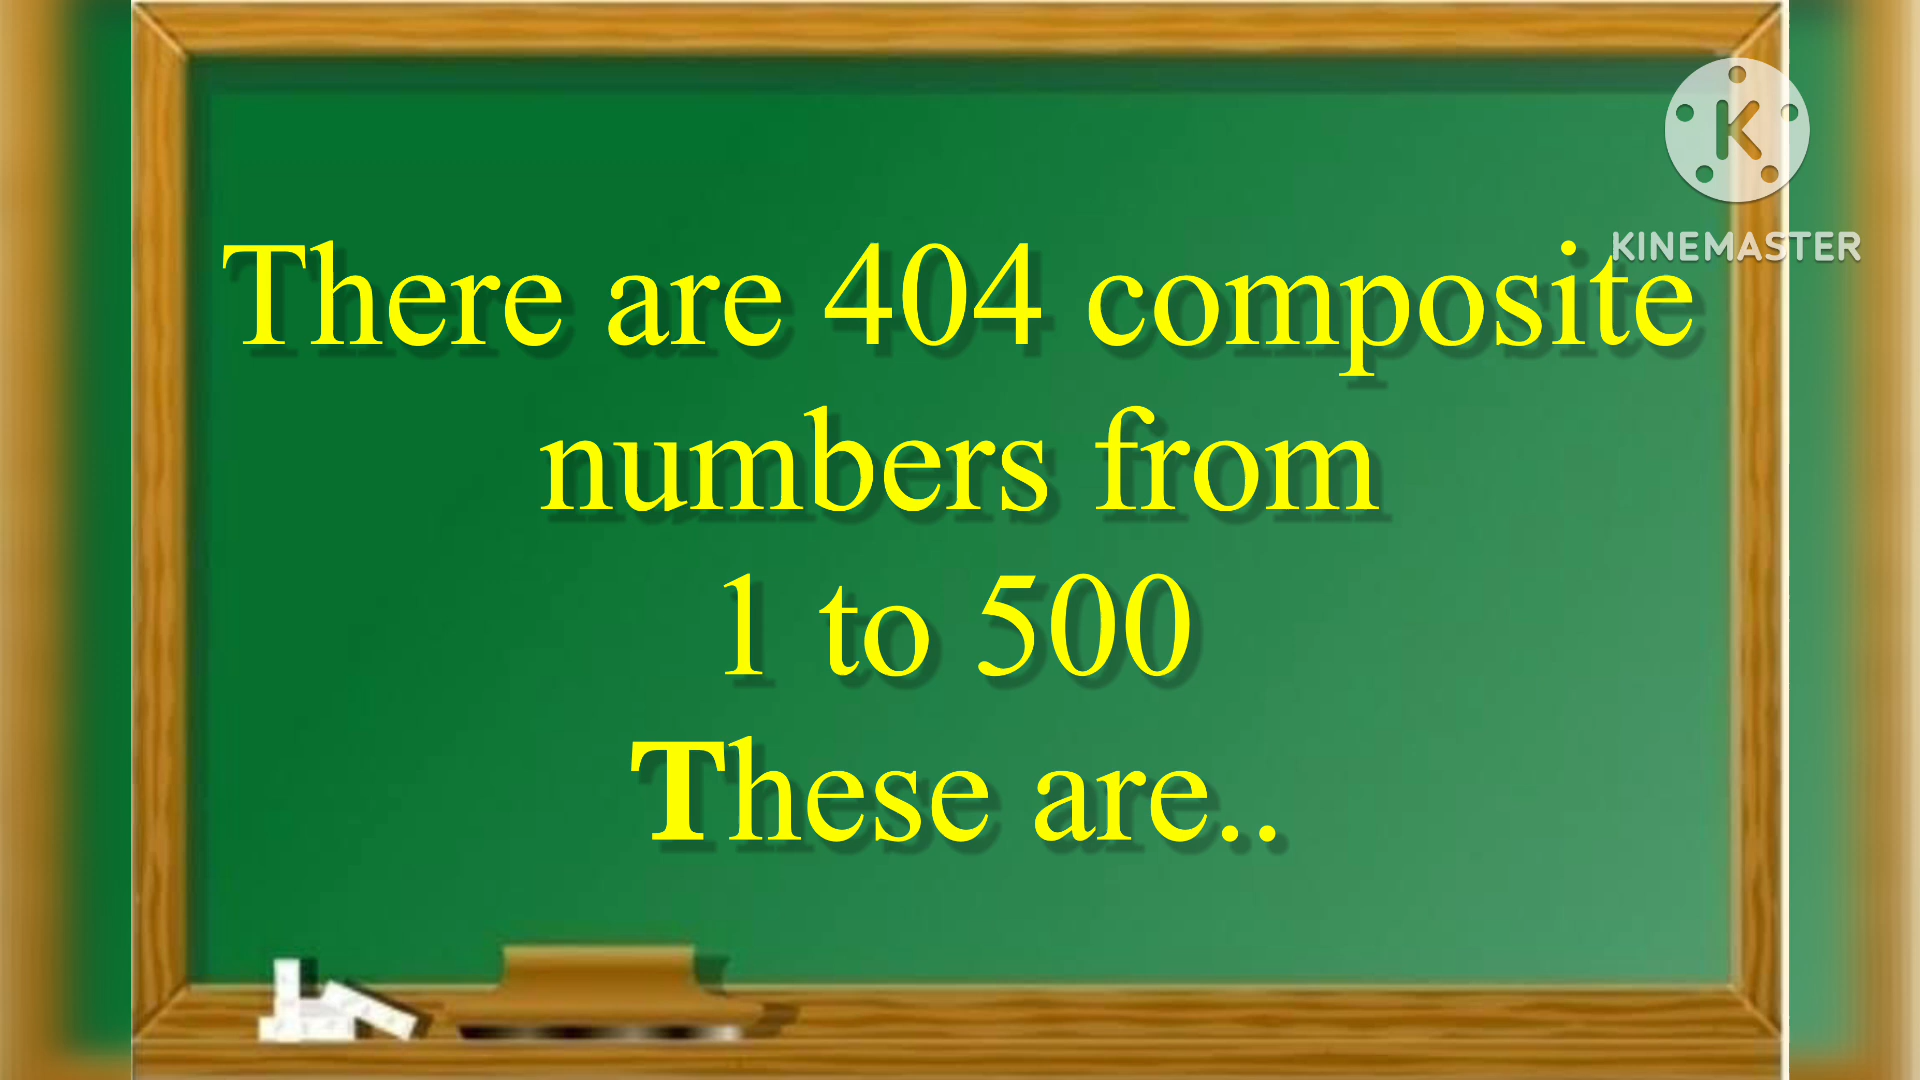 K
KINEMASTER
There are 404 composite
numbers from
1 to 500
These are..